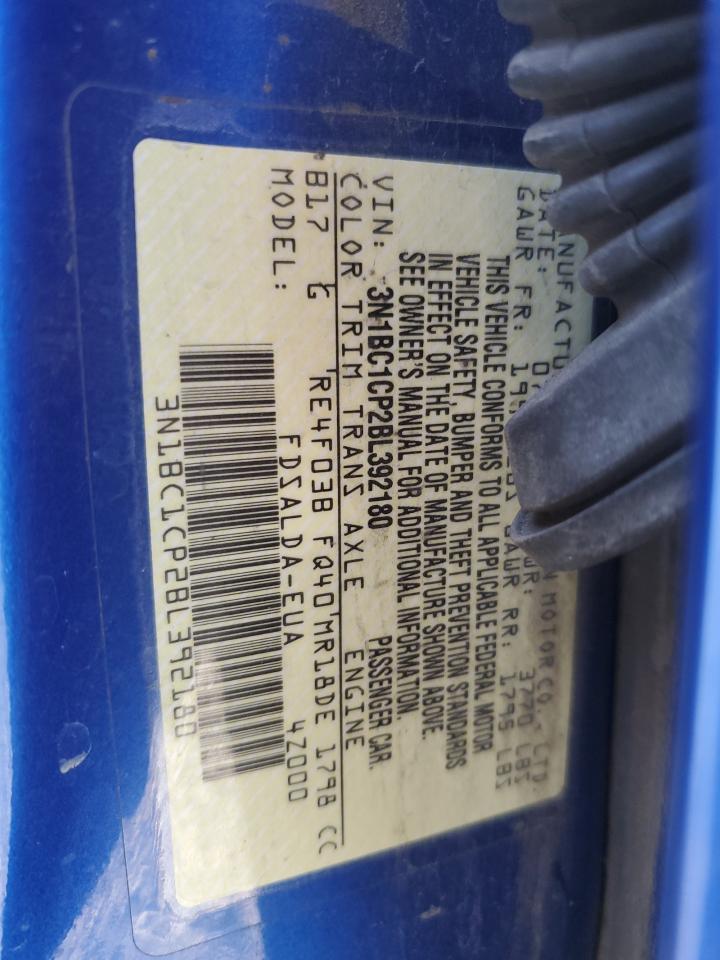 MOTOR CO., LTD.
DATE: GAWR: 3770 LBS
GAWR FR: GAWR RR: 1795 LBS
THIS VEHICLE CONFORMS TO ALL APPLICABLE FEDERAL MOTOR
VEHICLE SAFETY, BUMPER AND THEFT PREVENTION STANDARDS
IN EFFECT ON THE DATE OF MANUFACTURE SHOWN ABOVE.
SEE OWNER'S MANUAL FOR ADDITIONAL INFORMATION.
VIN: 3N1BC1CP2BL392180 PASSENGER CAR.
COLOR TRIM TRANS AXLE ENGINE
B17 G RE4F03B FQ40 MR18DE 1798 CC
MODEL: FDSALDA-EUA 4Z000
3N1BC1CP2BL392180